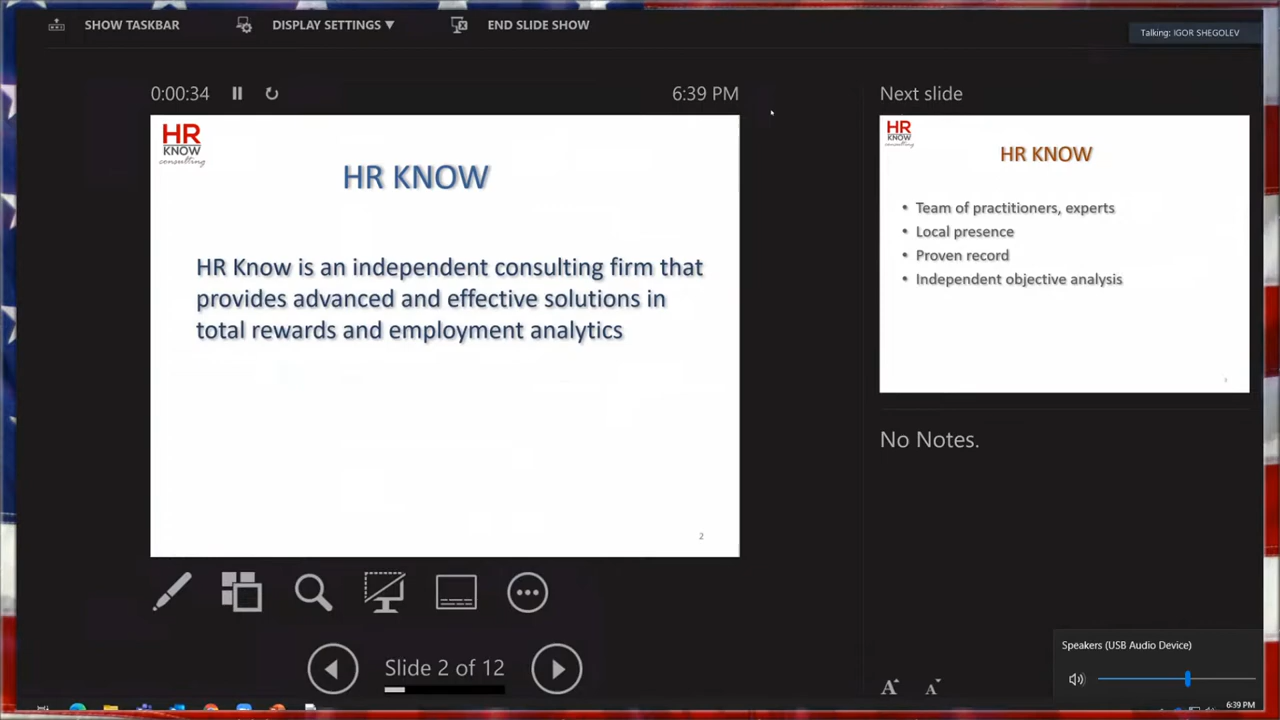 SHOW TASKBAR
DISPLAY SETTINGS ▼
END SLIDE SHOW
Talking: IGOR SHEGOLEV
0:00:34
6:39 PM
Next slide
HR
KNOW
consulting
HR KNOW
HR Know is an independent consulting firm that
provides advanced and effective solutions in
total rewards and employment analytics
2
HR
KNOW
consulting
HR KNOW
• Team of practitioners, experts
• Local presence
• Proven record
• Independent objective analysis
No Notes.
Slide 2 of 12
A A
Speakers (USB Audio Device)
6:39 PM